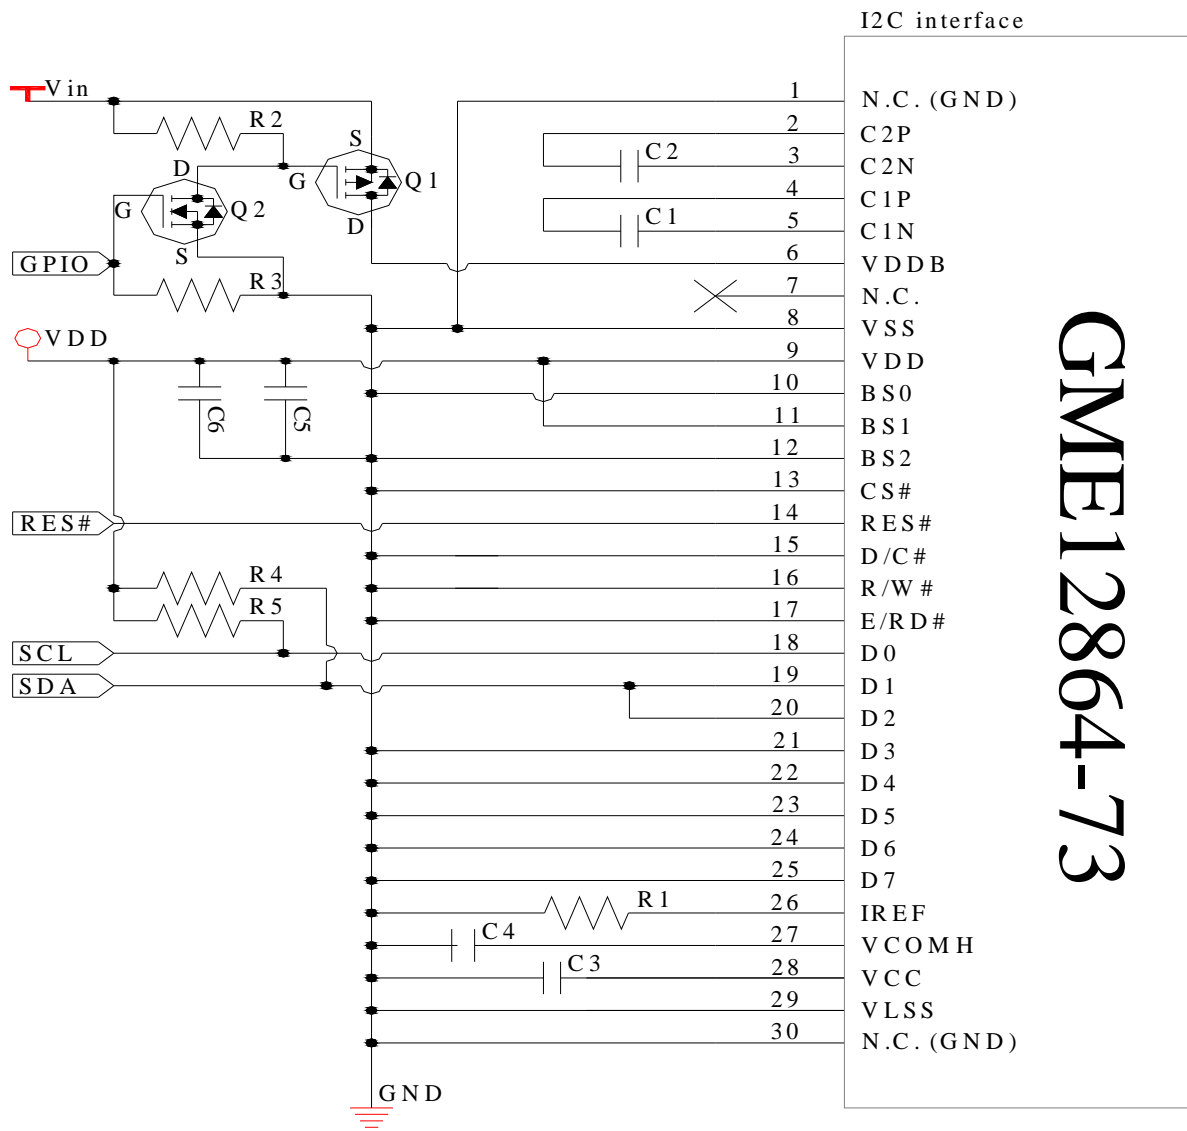 I2C interface
Vin
R2
S
D
G
Q1
G
Q2
D
S
GPIO
R3
VDD
C6
C5
RES#
R4
R5
SCL
SDA
GND
C2
C1
R1
C4
C3
1 N.C.(GND)
2 C2P
3 C2N
4 C1P
5 C1N
6 VDDB
7 N.C.
8 VSS
9 VDD
10 BS0
11 BS1
12 BS2
13 CS#
14 RES#
15 D/C#
16 R/W#
17 E/RD#
18 D0
19 D1
20 D2
21 D3
22 D4
23 D5
24 D6
25 D7
26 IREF
27 VCOMH
28 VCC
29 VLSS
30 N.C.(GND)
GME12864-73